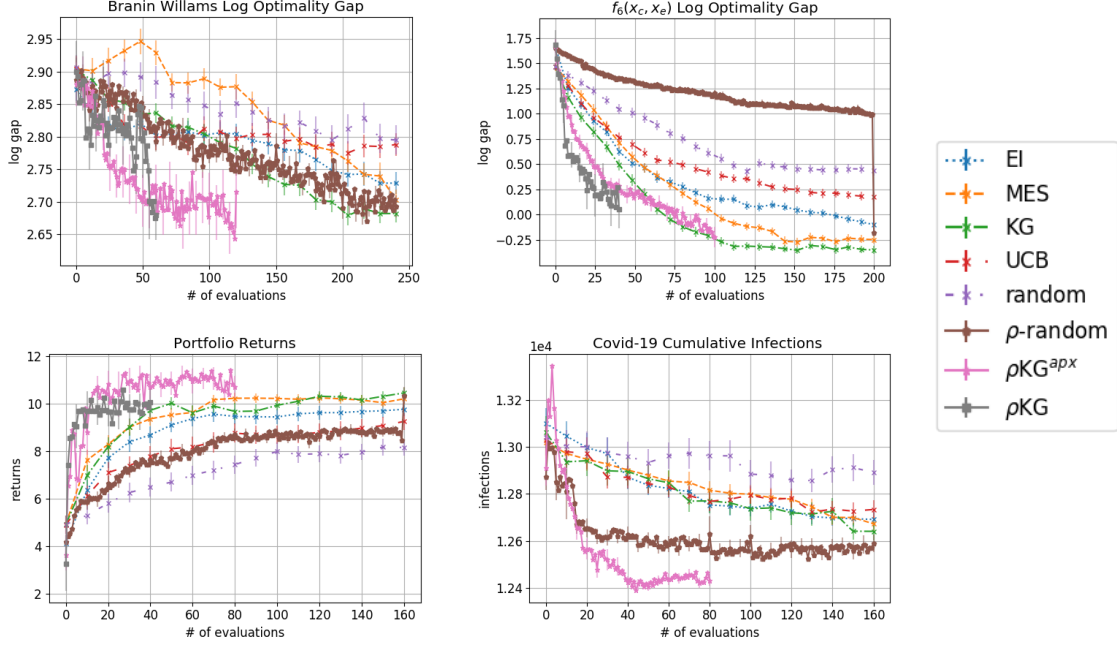 Branin Willams Log Optimality Gap
log gap
2.95
2.90
2.85
2.80
2.75
2.70
2.65
0 50 100 150 200 250
# of evaluations
f₆(x_c, x_e) Log Optimality Gap
log gap
1.75
1.50
1.25
1.00
0.75
0.50
0.25
0.00
−0.25
0 25 50 75 100 125 150 175 200
# of evaluations
EI
MES
KG
UCB
random
ρ-random
ρKG^apx
ρKG
Portfolio Returns
returns
12
10
8
6
4
2
0 20 40 60 80 100 120 140 160
# of evaluations
Covid-19 Cumulative Infections
1e4
infections
1.32
1.30
1.28
1.26
1.24
0 20 40 60 80 100 120 140 160
# of evaluations